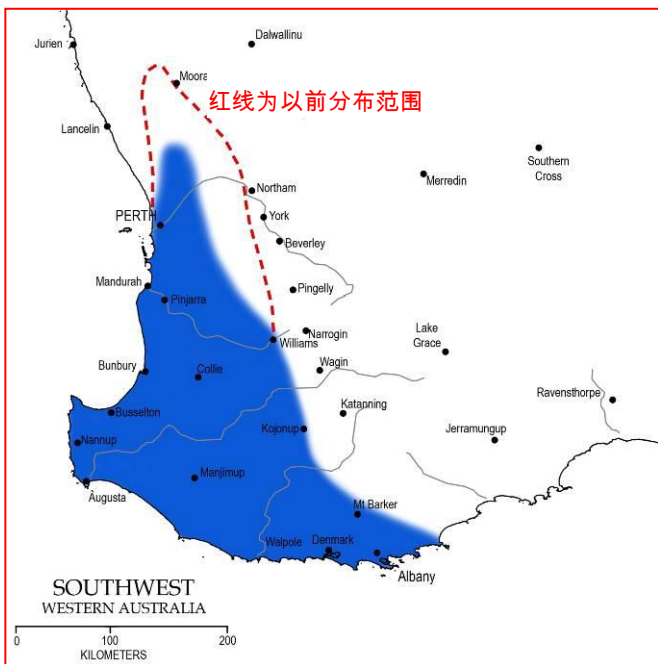 Jurien
Dalwallinu
Moora
红线为以前分布范围
Lancelin
Southern
Cross
Merredin
Northam
PERTH
York
Beverley
Mandurah
Pingelly
Pinjarra
Narrogin
Williams
Lake
Grace
Bunbury
Collie
Wagin
Ravensthorpe
Busselton
Katanning
Kojonup
Jerramungup
Nannup
Manjimup
Augusta
Mt Barker
Walpole
Denmark
Albany
SOUTHWEST
WESTERN AUSTRALIA
0 100 200
KILOMETERS